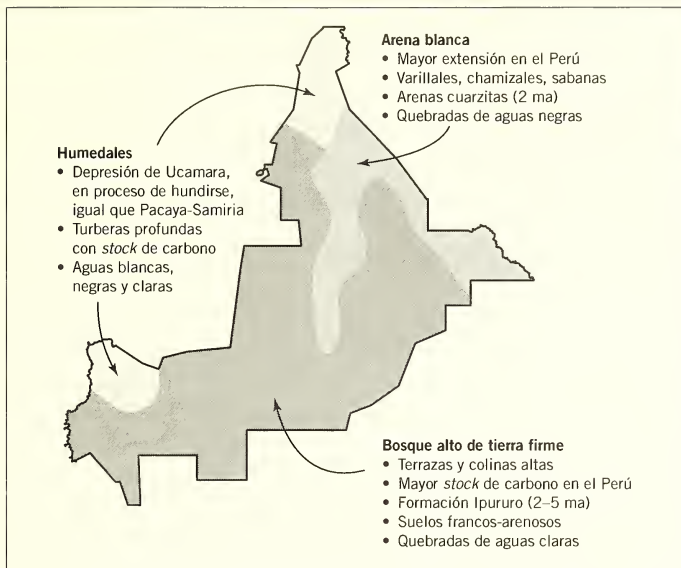 Arena blanca
• Mayor extensión en el Perú
• Varillales, chamizales, sabanas
• Arenas cuarzitas (2 ma)
• Quebradas de aguas negras
Humedales
• Depresión de Ucamara,
en proceso de hundirse,
igual que Pacaya-Samiria
• Turberas profundas
con stock de carbono
• Aguas blancas,
negras y claras
Bosque alto de tierra firme
• Terrazas y colinas altas
• Mayor stock de carbono en el Perú
• Formación Ipururo (2–5 ma)
• Suelos francos-arenosos
• Quebradas de aguas claras